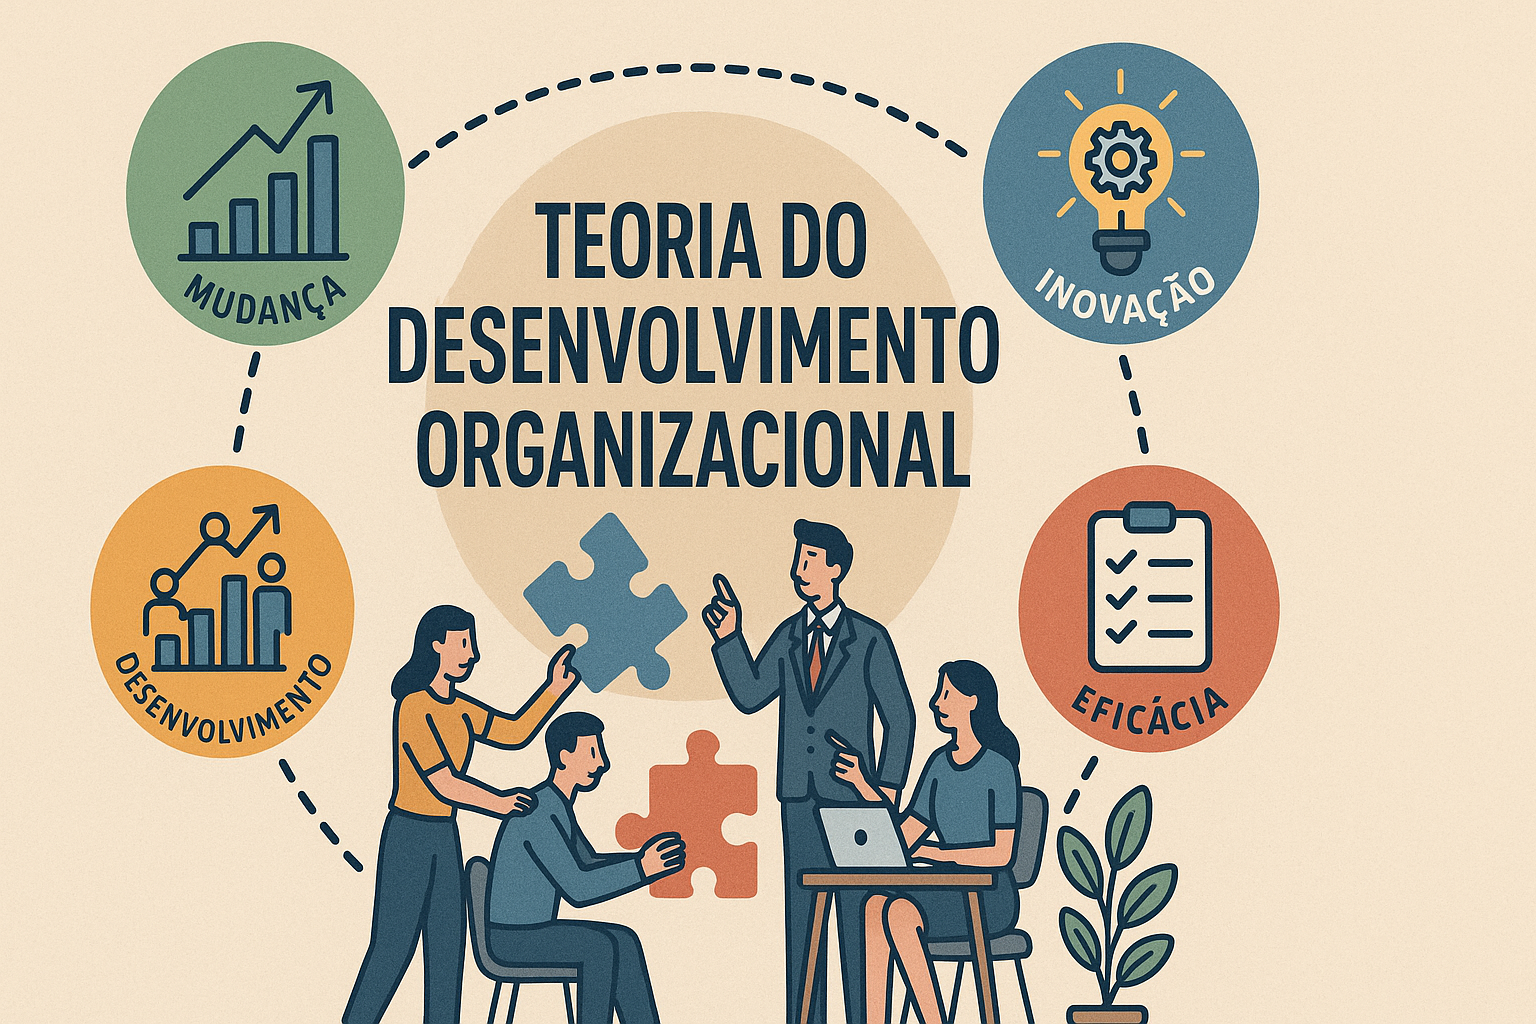 MUDANÇA
INOVAÇÃO
TEORIA DO
DESENVOLVIMENTO
ORGANIZACIONAL
DESENVOLVIMENTO
EFICÁCIA